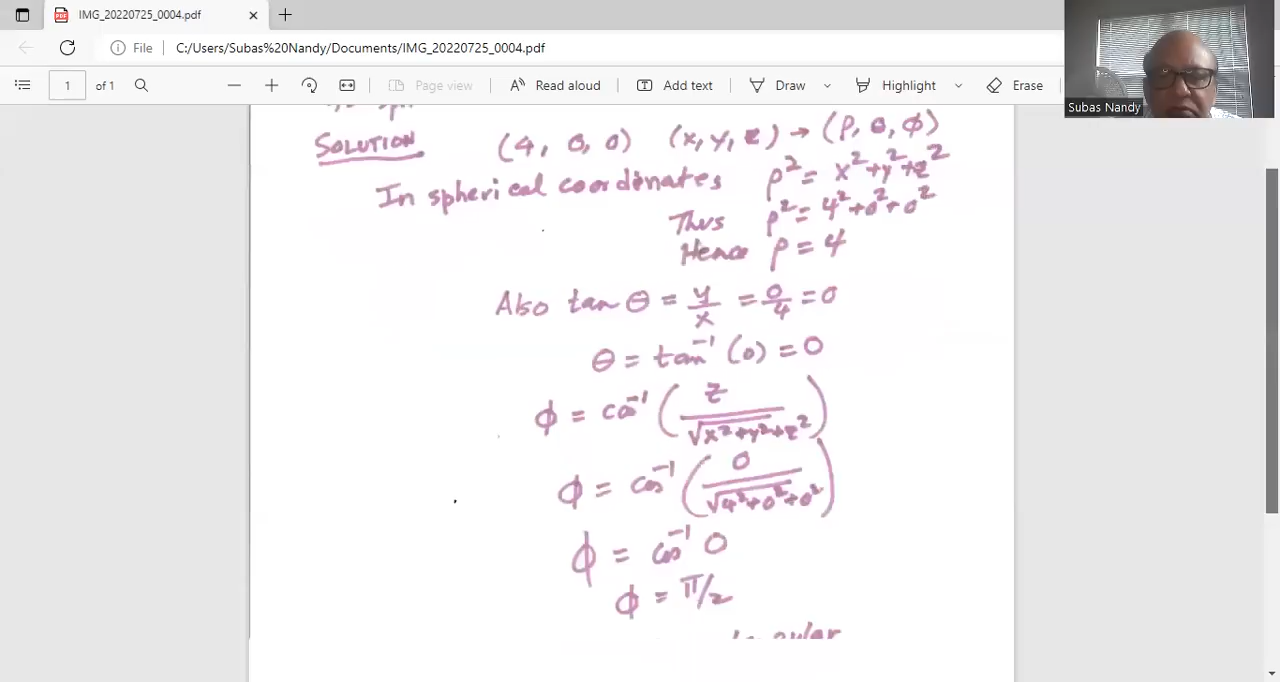 IMG_20220725_0004.pdf
File | C:/Users/Subas%20Nandy/Documents/IMG_20220725_0004.pdf
1 of 1 Page view Read aloud Add text Draw Highlight Erase
Subas Nandy
SOLUTION (4, 0, 0) (x, y, z) → (ρ, θ, φ)
In spherical coordinates ρ² = x² + y² + z²
Thus ρ² = 4² + 0² + 0²
Hence ρ = 4
Also tan θ = y/x = 0/4 = 0
θ = tan⁻¹ (0) = 0
φ = cos⁻¹ (z/√x² + y² + z²)
φ = cos⁻¹ (0/√4² + 0² + 0²)
φ = cos⁻¹ 0
φ = π/2